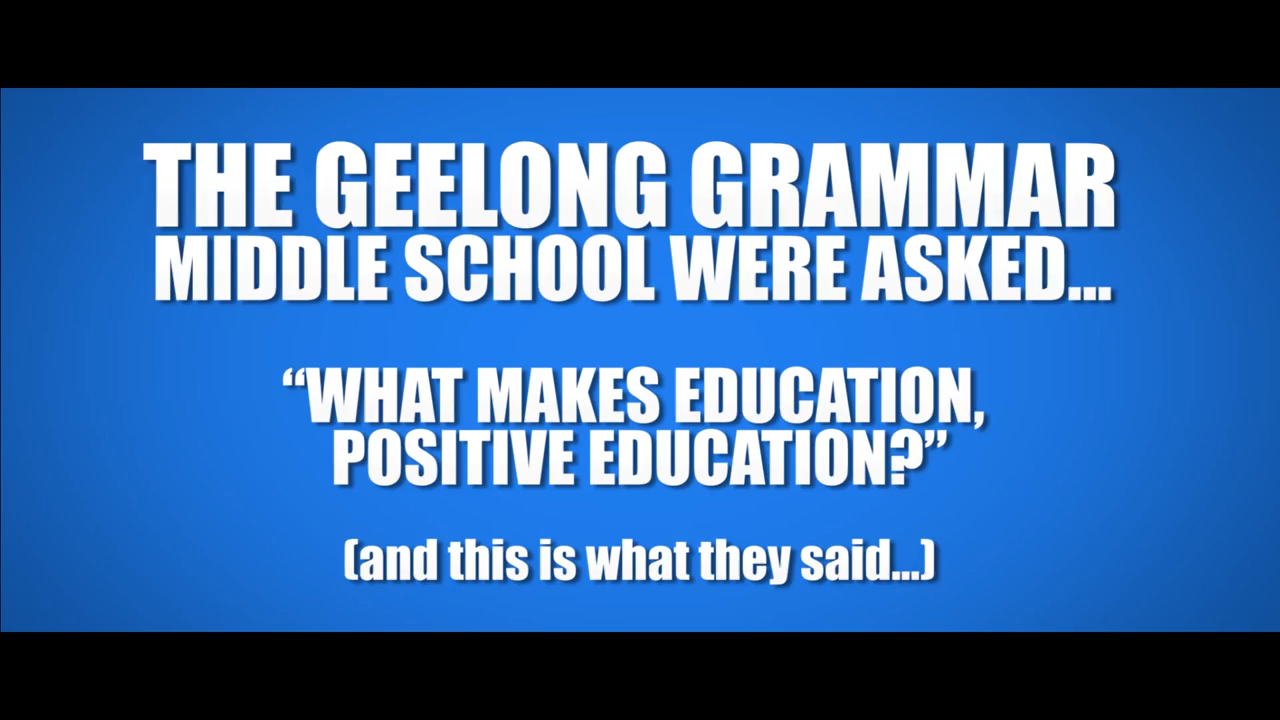 THE GEELONG GRAMMAR
MIDDLE SCHOOL WERE ASKED...
“WHAT MAKES EDUCATION,
POSITIVE EDUCATION?”
(and this is what they said...)